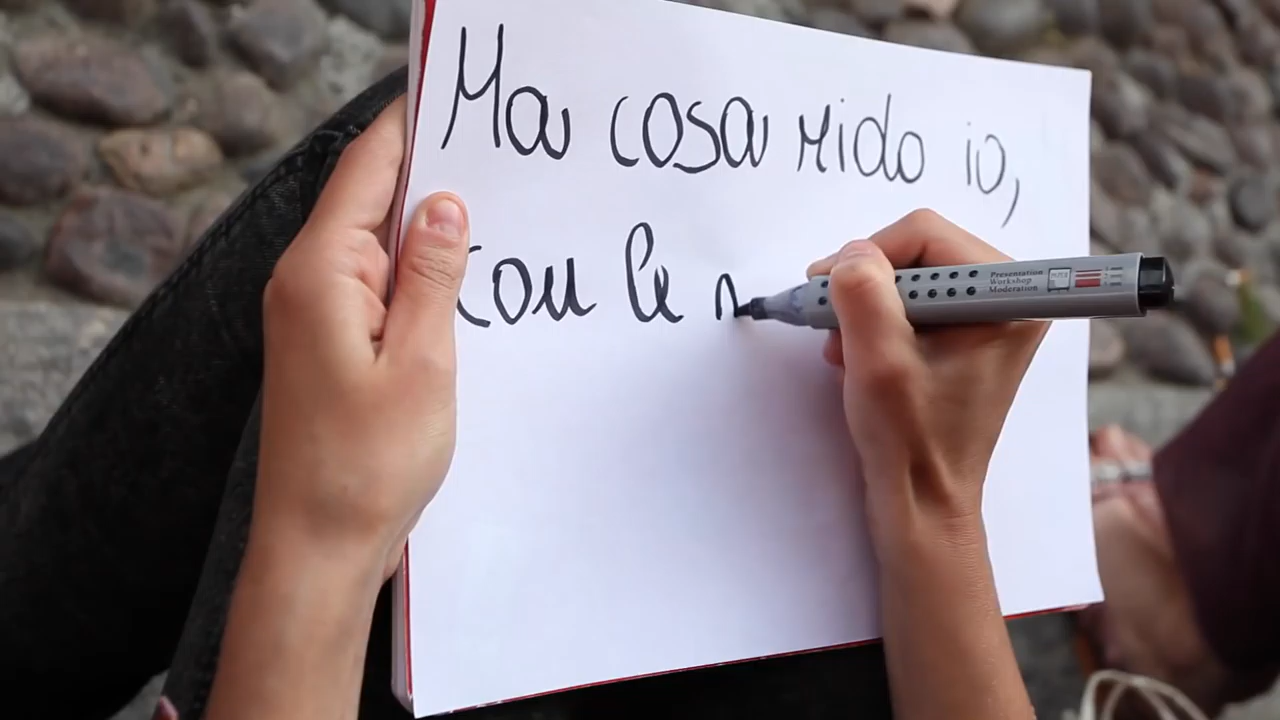 Ma cosa rido io,
con le
Presentation
Workshop
Moderation